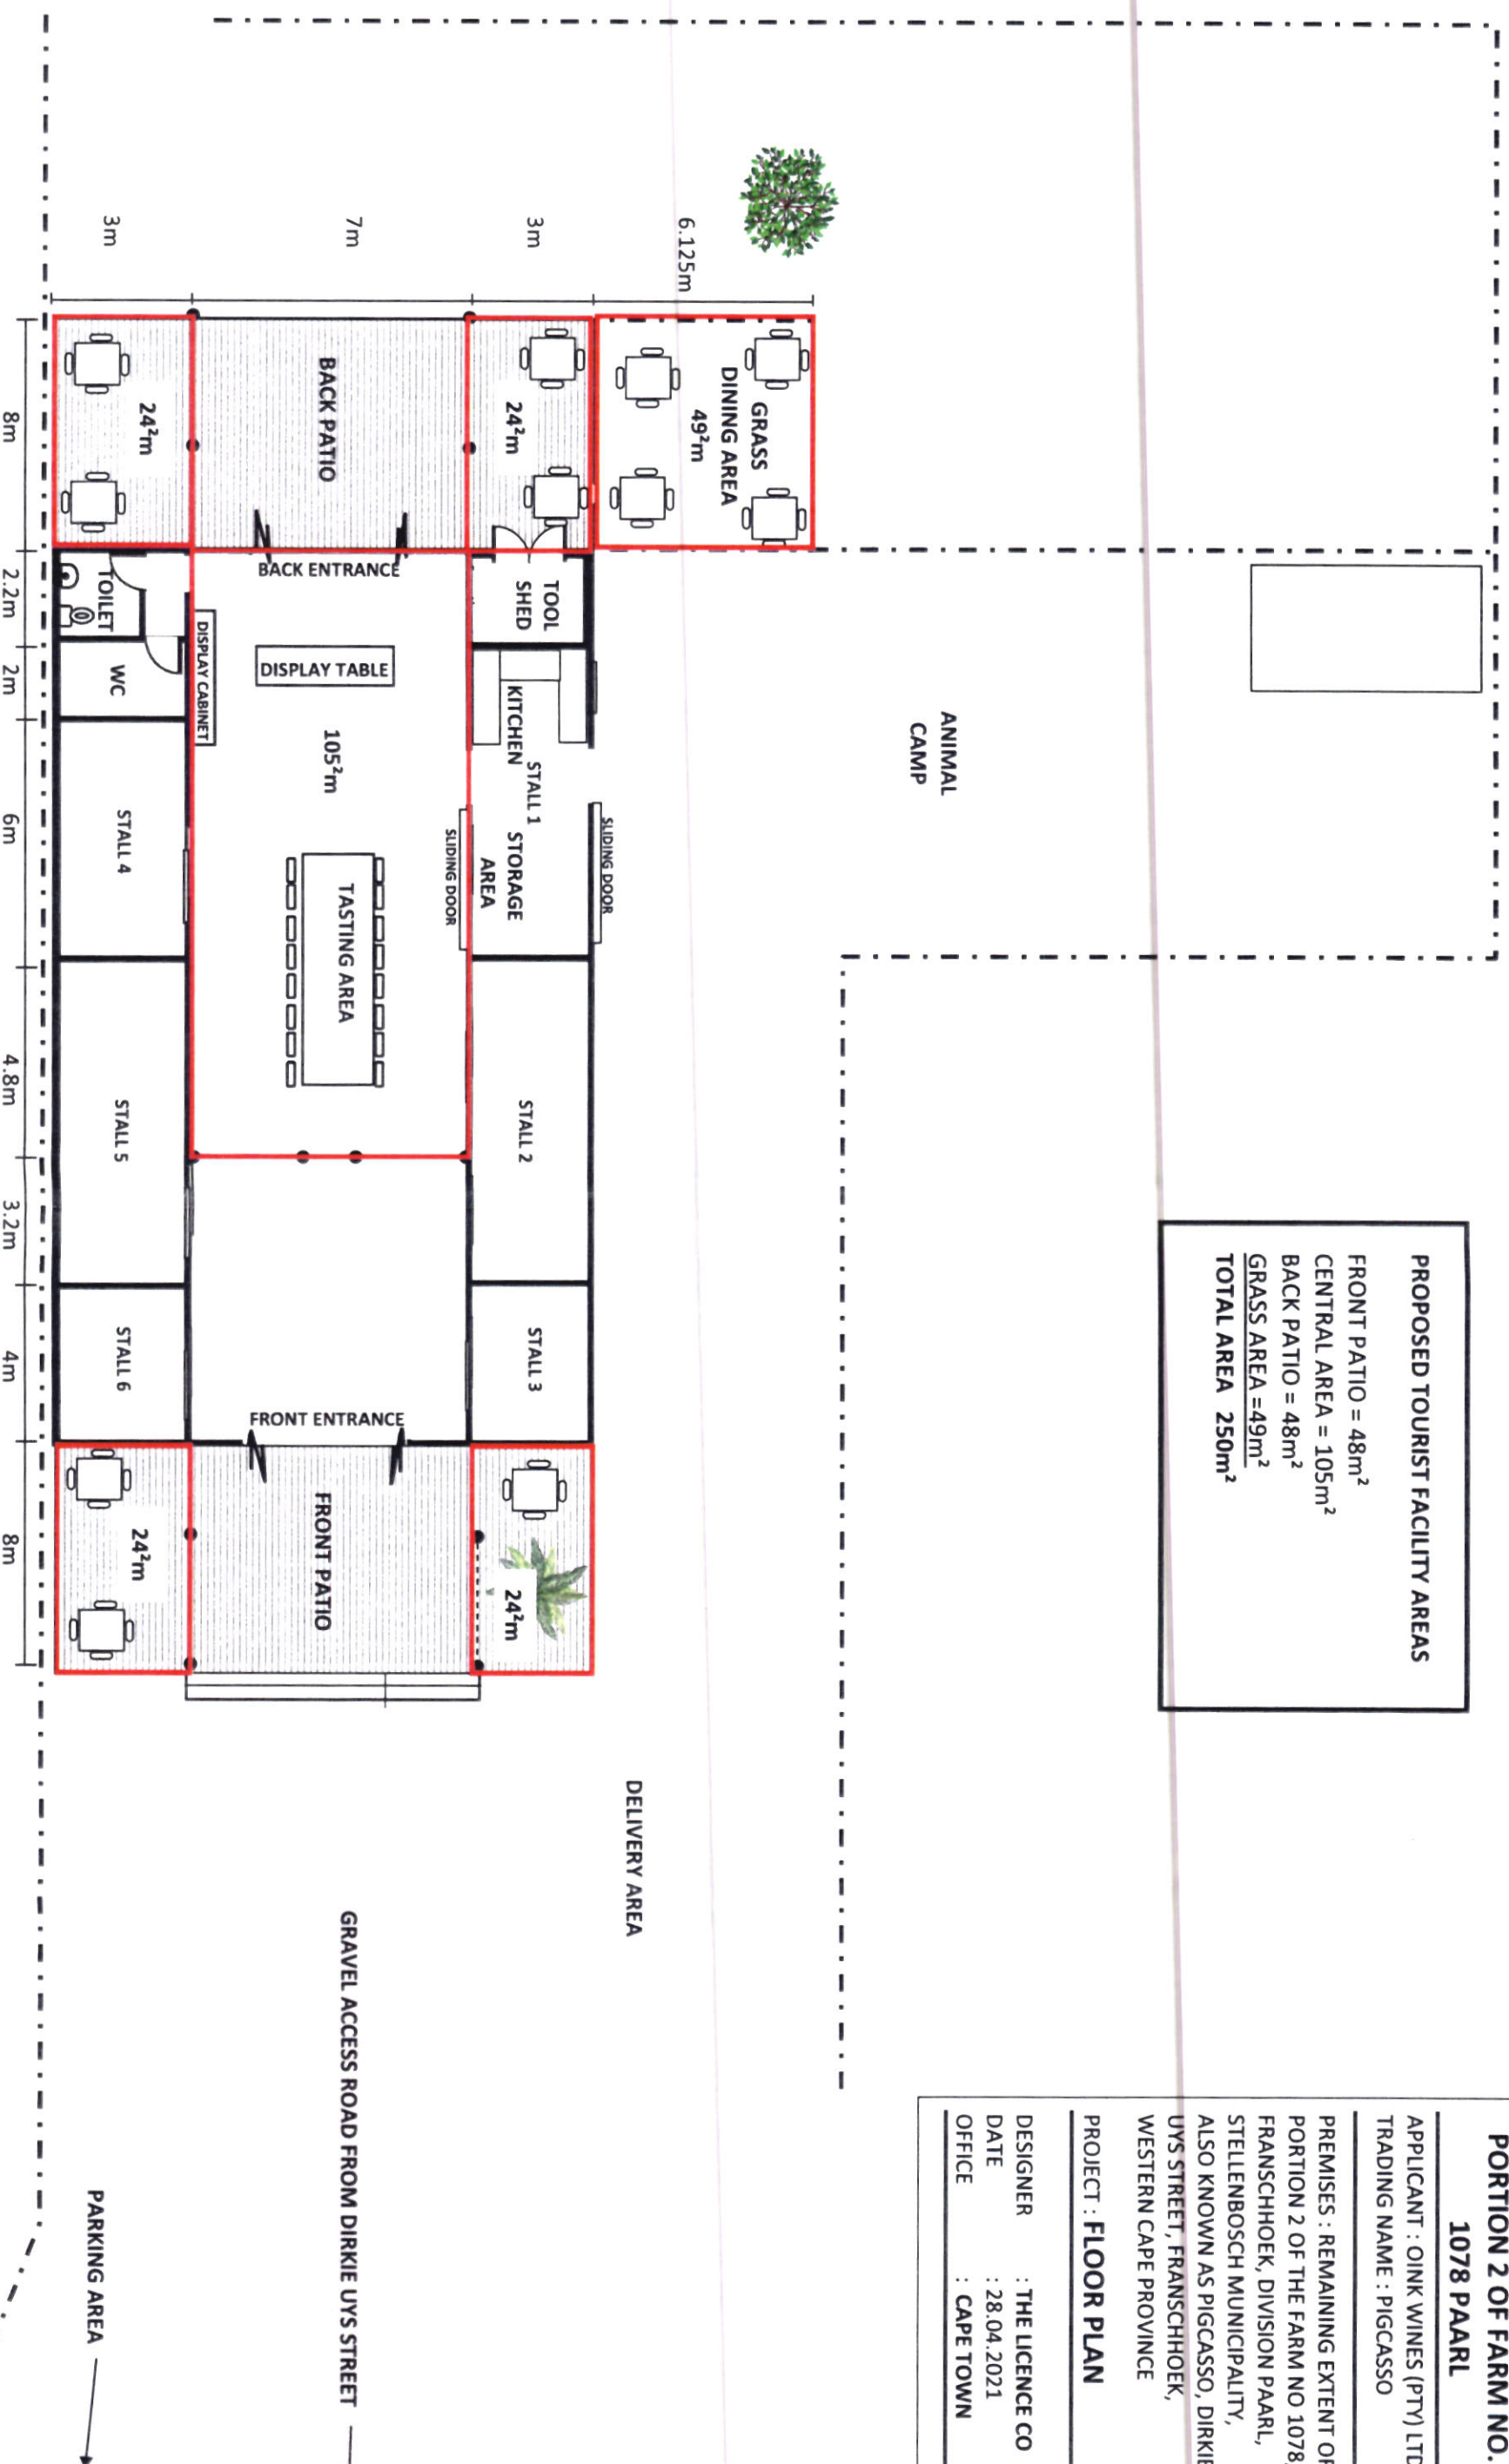 PORTION 2 OF FARM NO.
1078 PAARL
APPLICANT : OINK WINES (PTY) LTD
TRADING NAME : PIGCASSO
PREMISES : REMAINING EXTENT OF
PORTION 2 OF THE FARM NO 1078,
FRANSCHHOEK, DIVISION PAARL,
STELLENBOSCH MUNICIPALITY,
ALSO KNOWN AS PIGCASSO, DIRKIE
UYS STREET, FRANSCHHOEK,
WESTERN CAPE PROVINCE
PROJECT : FLOOR PLAN
DESIGNER : THE LICENCE CO
DATE : 28.04.2021
OFFICE : CAPE TOWN
PROPOSED TOURIST FACILITY AREAS
FRONT PATIO = 48m²
CENTRAL AREA = 105m²
BACK PATIO = 48m²
GRASS AREA =49m²
TOTAL AREA 250m²
ANIMAL
CAMP
6.125m
3m
7m
3m
GRASS
DINING AREA
49²m
24²m
BACK PATIO
24²m
TOOL
SHED
KITCHEN
STALL 1
STORAGE
AREA
SLIDING DOOR
SLIDING DOOR
STALL 2
STALL 3
BACK ENTRANCE
DISPLAY TABLE
DISPLAY CABINET
105²m
TASTING AREA
FRONT ENTRANCE
TOILET
WC
STALL 4
STALL 5
STALL 6
24²m
FRONT PATIO
24²m
DELIVERY AREA
GRAVEL ACCESS ROAD FROM DIRKIE UYS STREET
PARKING AREA
8m
2.2m
2m
6m
4.8m
3.2m
4m
8m